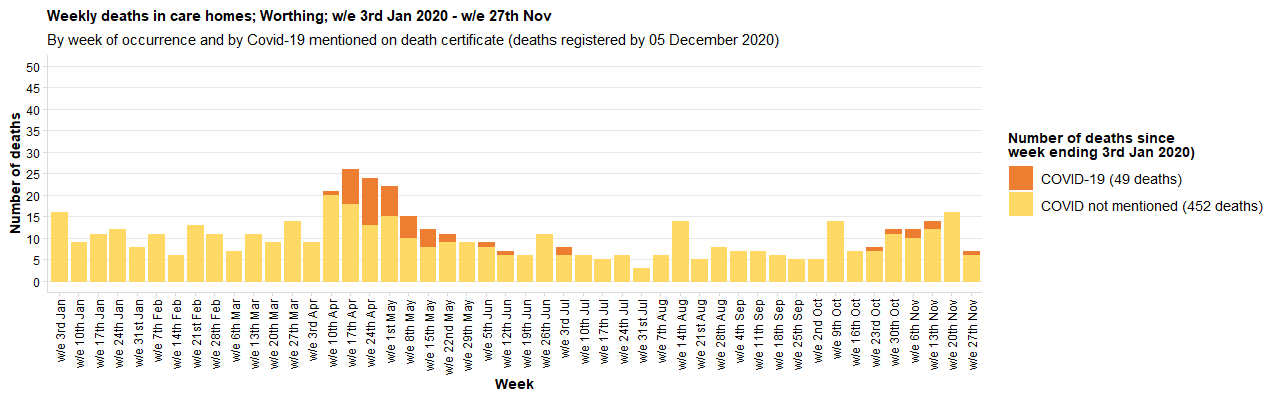 Weekly deaths in care homes; Worthing; w/e 3rd Jan 2020 - w/e 27th Nov
By week of occurrence and by Covid-19 mentioned on death certificate (deaths registered by 05 December 2020)
Number of deaths
50
45
40
35
30
25
20
15
10
5
0
w/e 3rd Jan
w/e 10th Jan
w/e 17th Jan
w/e 24th Jan
w/e 31st Jan
w/e 7th Feb
w/e 14th Feb
w/e 21st Feb
w/e 28th Feb
w/e 6th Mar
w/e 13th Mar
w/e 20th Mar
w/e 27th Mar
w/e 3rd Apr
w/e 10th Apr
w/e 17th Apr
w/e 24th Apr
w/e 1st May
w/e 8th May
w/e 15th May
w/e 22nd May
w/e 29th May
w/e 5th Jun
w/e 12th Jun
w/e 19th Jun
w/e 26th Jun
w/e 3rd Jul
w/e 10th Jul
w/e 17th Jul
w/e 24th Jul
w/e 31st Jul
w/e 7th Aug
w/e 14th Aug
w/e 21st Aug
w/e 28th Aug
w/e 4th Sep
w/e 11th Sep
w/e 18th Sep
w/e 25th Sep
w/e 2nd Oct
w/e 9th Oct
w/e 16th Oct
w/e 23rd Oct
w/e 30th Oct
w/e 6th Nov
w/e 13th Nov
w/e 20th Nov
w/e 27th Nov
Week
Number of deaths since
week ending 3rd Jan 2020)
COVID-19 (49 deaths)
COVID not mentioned (452 deaths)